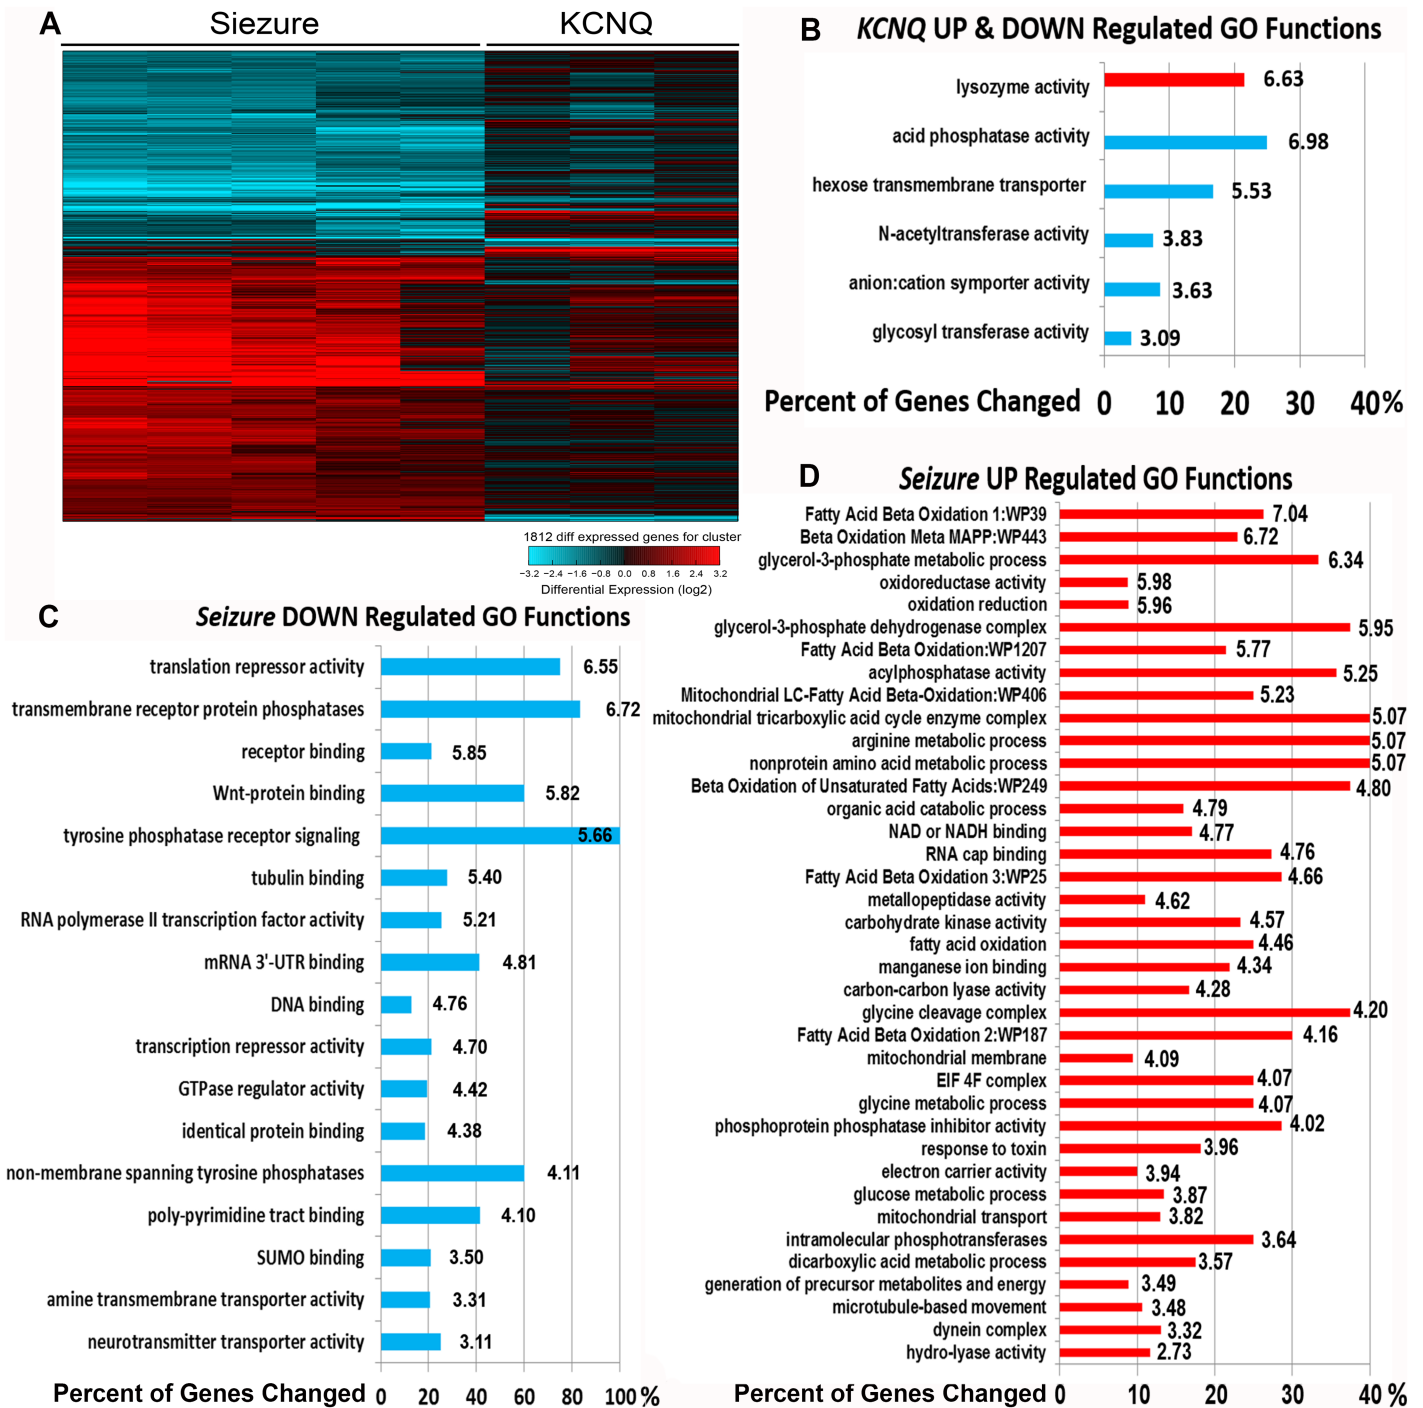 A
Siezure
KCNQ
1812 diff expressed genes for cluster
−3.2 −2.4 −1.6 −0.8 0.0 0.8 1.6 2.4 3.2
Differential Expression (log2)
B
KCNQ UP & DOWN Regulated GO Functions
lysozyme activity 6.63
acid phosphatase activity 6.98
hexose transmembrane transporter 5.53
N-acetyltransferase activity 3.83
anion:cation symporter activity 3.63
glycosyl transferase activity 3.09
Percent of Genes Changed 0 10 20 30 40%
C
Seizure DOWN Regulated GO Functions
translation repressor activity 6.55
transmembrane receptor protein phosphatases 6.72
receptor binding 5.85
Wnt-protein binding 5.82
tyrosine phosphatase receptor signaling 5.66
tubulin binding 5.40
RNA polymerase II transcription factor activity 5.21
mRNA 3'-UTR binding 4.81
DNA binding 4.76
transcription repressor activity 4.70
GTPase regulator activity 4.42
identical protein binding 4.38
non-membrane spanning tyrosine phosphatases 4.11
poly-pyrimidine tract binding 4.10
SUMO binding 3.50
amine transmembrane transporter activity 3.31
neurotransmitter transporter activity 3.11
Percent of Genes Changed 0 20 40 60 80 100 %
D
Seizure UP Regulated GO Functions
Fatty Acid Beta Oxidation 1:WP39 7.04
Beta Oxidation Meta MAPP:WP443 6.72
glycerol-3-phosphate metabolic process 6.34
oxidoreductase activity 5.98
oxidation reduction 5.96
glycerol-3-phosphate dehydrogenase complex 5.95
Fatty Acid Beta Oxidation:WP1207 5.77
acylphosphatase activity 5.25
Mitochondrial LC-Fatty Acid Beta-Oxidation:WP406 5.23
mitochondrial tricarboxylic acid cycle enzyme complex 5.07
arginine metabolic process 5.07
nonprotein amino acid metabolic process 5.07
Beta Oxidation of Unsaturated Fatty Acids:WP249 4.80
organic acid catabolic process 4.79
NAD or NADH binding 4.77
RNA cap binding 4.76
Fatty Acid Beta Oxidation 3:WP25 4.66
metallopeptidase activity 4.62
carbohydrate kinase activity 4.57
fatty acid oxidation 4.46
manganese ion binding 4.34
carbon-carbon lyase activity 4.28
glycine cleavage complex 4.20
Fatty Acid Beta Oxidation 2:WP187 4.16
mitochondrial membrane 4.09
EIF 4F complex 4.07
glycine metabolic process 4.07
phosphoprotein phosphatase inhibitor activity 4.02
response to toxin 3.96
electron carrier activity 3.94
glucose metabolic process 3.87
mitochondrial transport 3.82
intramolecular phosphotransferases 3.64
dicarboxylic acid metabolic process 3.57
generation of precursor metabolites and energy 3.49
microtubule-based movement 3.48
dynein complex 3.32
hydro-lyase activity 2.73
Percent of Genes Changed 0 10 20 30 40 %